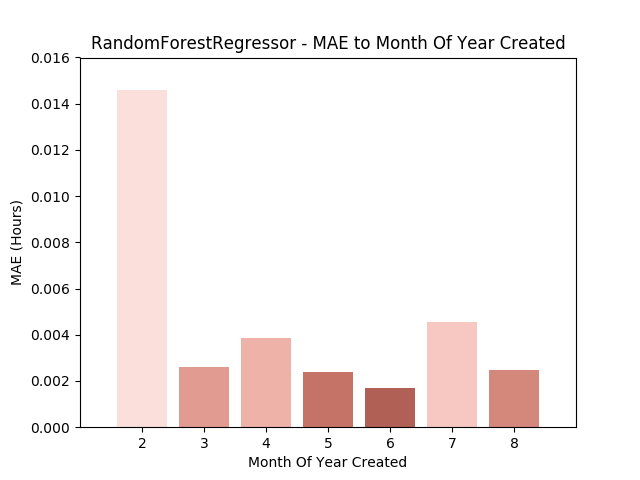 RandomForestRegressor - MAE to Month Of Year Created
0.016
0.014
0.012
0.010
0.008
0.006
0.004
0.002
0.000
MAE (Hours)
2 3 4 5 6 7 8
Month Of Year Created